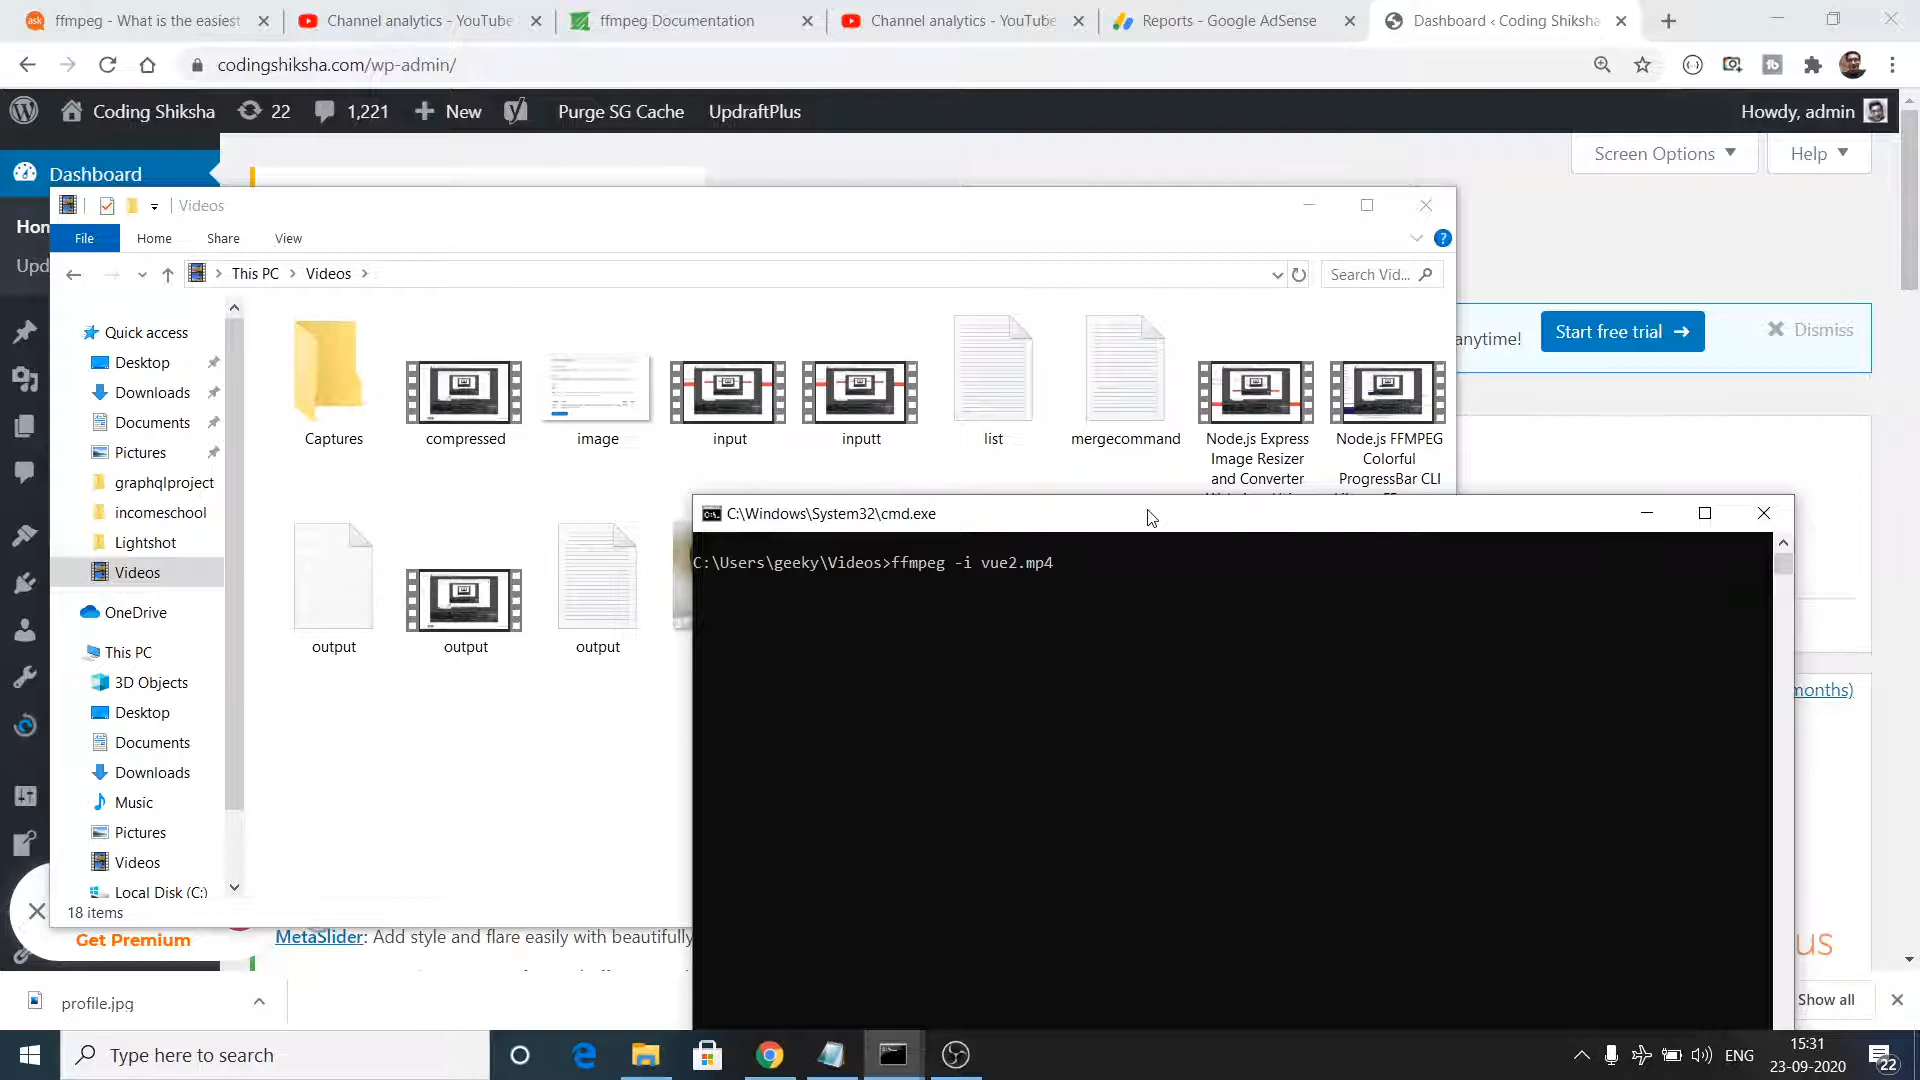 ffmpeg - What is the easiest
Channel analytics - YouTube
ffmpeg Documentation
Channel analytics - YouTube
Reports - Google AdSense
Dashboard ‹ Coding Shiksha
codingshiksha.com/wp-admin/
Coding Shiksha
22
1,221
New
Purge SG Cache
UpdraftPlus
Howdy, admin
Dashboard
Screen Options
Help
Videos
File
Home
Share
View
This PC
Videos
Search Vid...
Quick access
Desktop
Downloads
Documents
Pictures
graphqlproject
incomeschool
Lightshot
Videos
OneDrive
This PC
3D Objects
Desktop
Documents
Downloads
Music
Pictures
Videos
Local Disk (C:)
18 items
Captures
compressed
image
input
inputt
list
mergecommand
Node.js Express
Image Resizer
and Converter
Node.js FFMPEG
Colorful
ProgressBar CLI
output
output
output
anytime!
Start free trial
Dismiss
C:\Windows\System32\cmd.exe
C:\Users\geeky\Videos>ffmpeg -i vue2.mp4
months)
us
Get Premium
MetaSlider: Add style and flare easily with beautifully
profile.jpg
Show all
Type here to search
ENG
15:31
23-09-2020
22